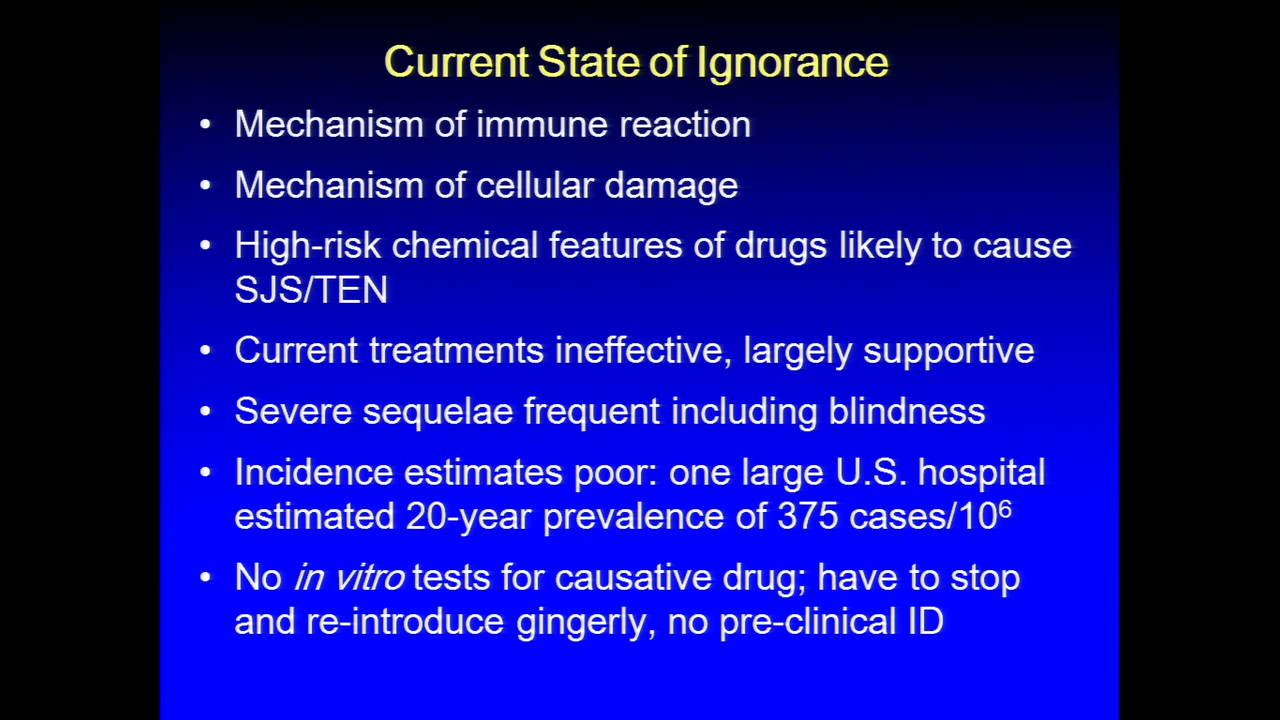 Current State of Ignorance
• Mechanism of immune reaction
• Mechanism of cellular damage
• High-risk chemical features of drugs likely to cause
SJS/TEN
• Current treatments ineffective, largely supportive
• Severe sequelae frequent including blindness
• Incidence estimates poor: one large U.S. hospital
estimated 20-year prevalence of 375 cases/10⁶
• No in vitro tests for causative drug; have to stop
and re-introduce gingerly, no pre-clinical ID